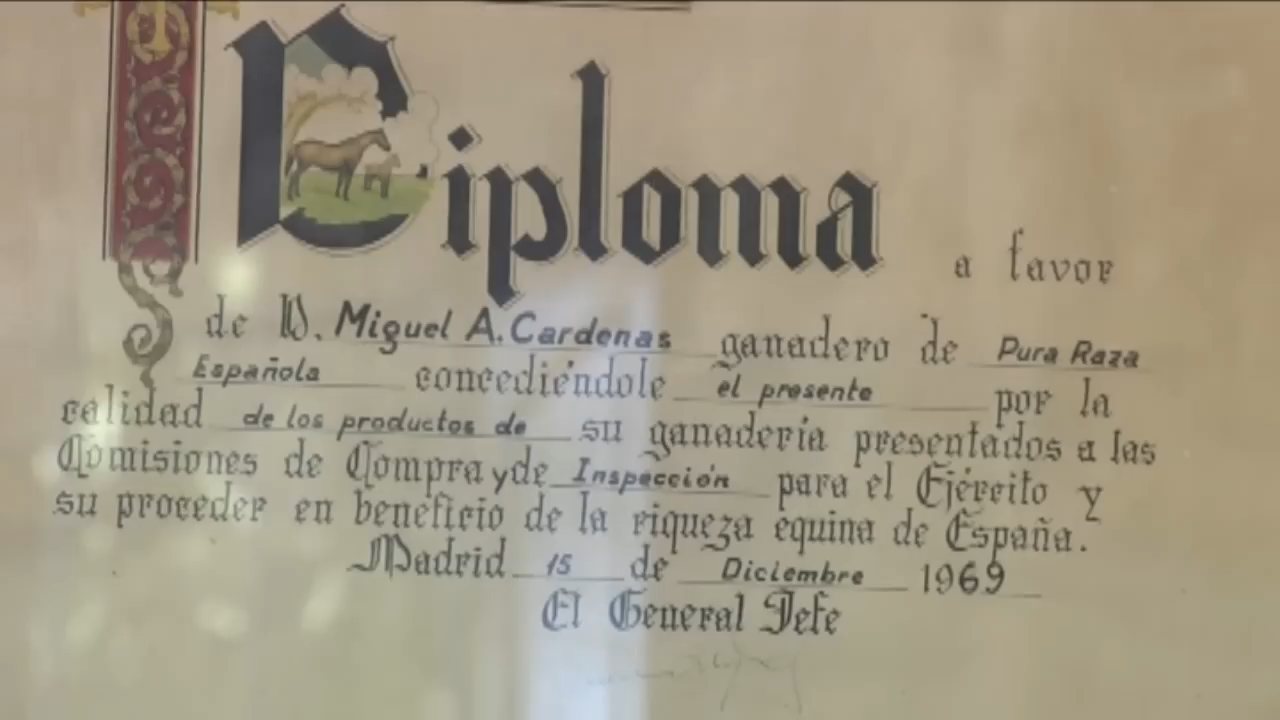 Diploma a favor
de D. Miguel A. Cardenas ganadero de Pura Raza
Española concediéndole el presente por la
calidad de los productos de su ganadería presentados a las
Comisiones de Compra y de Inspección para el Ejército y
su proceder en beneficio de la riqueza equina de España.
Madrid 15 de Diciembre 1969
El General Jefe